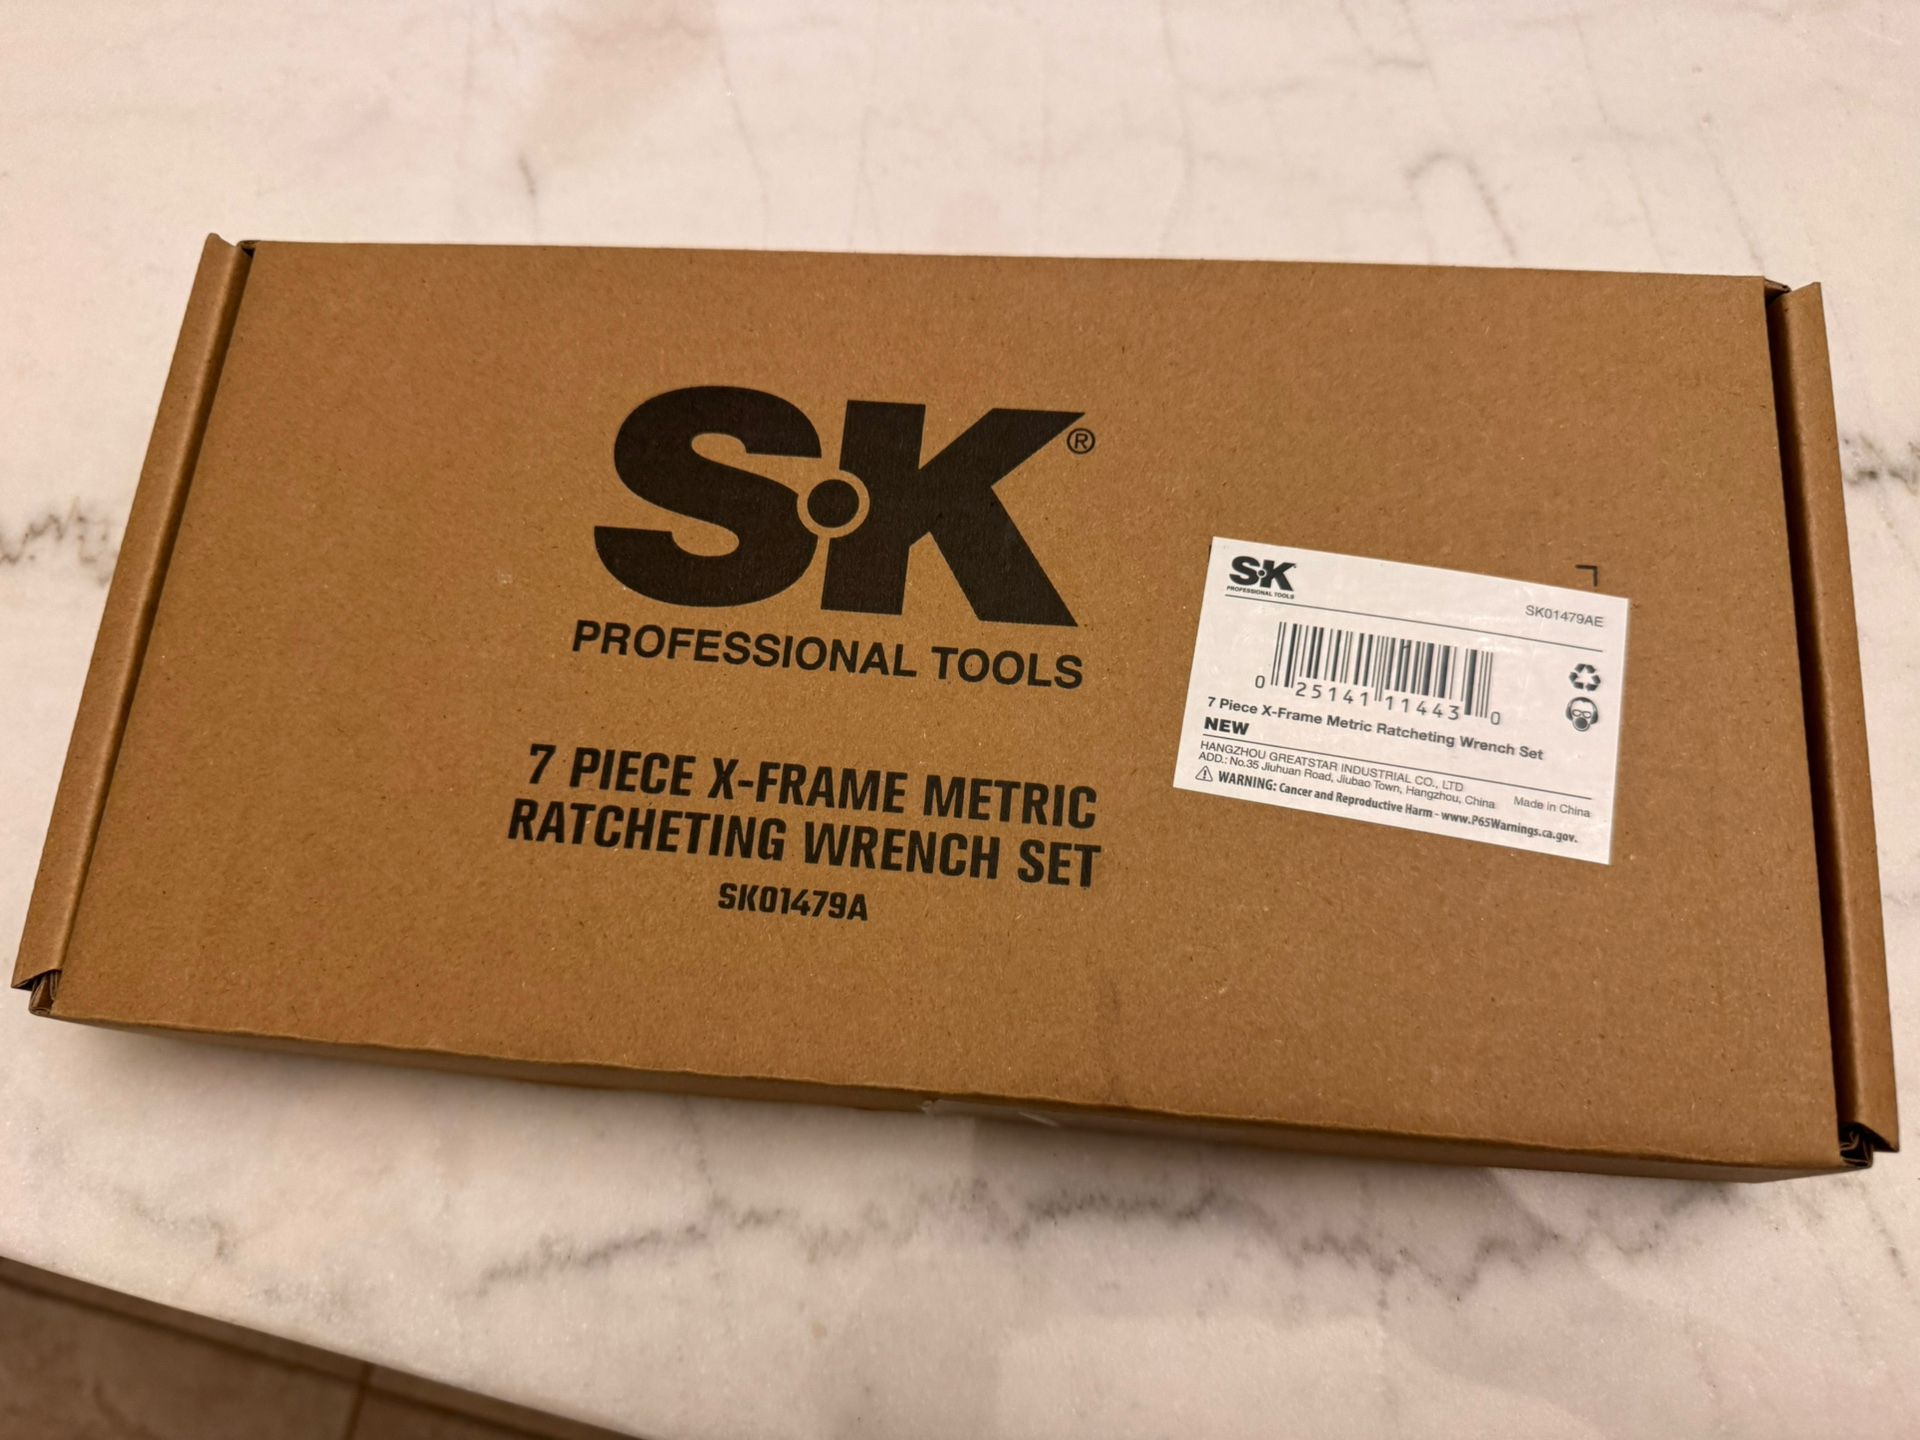 SK®
PROFESSIONAL TOOLS
7 PIECE X-FRAME METRIC
RATCHETING WRENCH SET
SK01479A
SK
PROFESSIONAL TOOLS
SK01479AE
0 25141 11443 0
7 Piece X-Frame Metric Ratcheting Wrench Set
NEW
HANGZHOU GREATSTAR INDUSTRIAL CO., LTD
ADD.: No.35 Jiuhuan Road, Jiubao Town, Hangzhou, China Made in China
WARNING: Cancer and Reproductive Harm - www.P65Warnings.ca.gov.